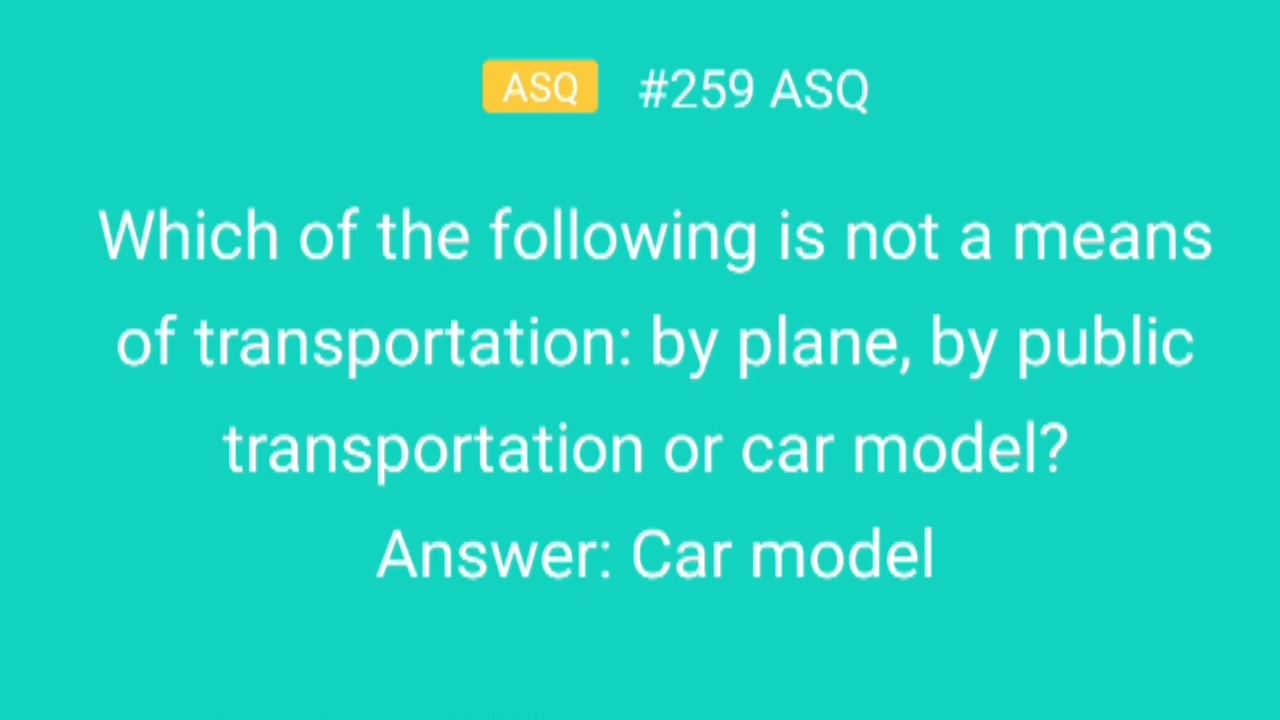 ASQ #259 ASQ
Which of the following is not a means
of transportation: by plane, by public
transportation or car model?
Answer: Car model